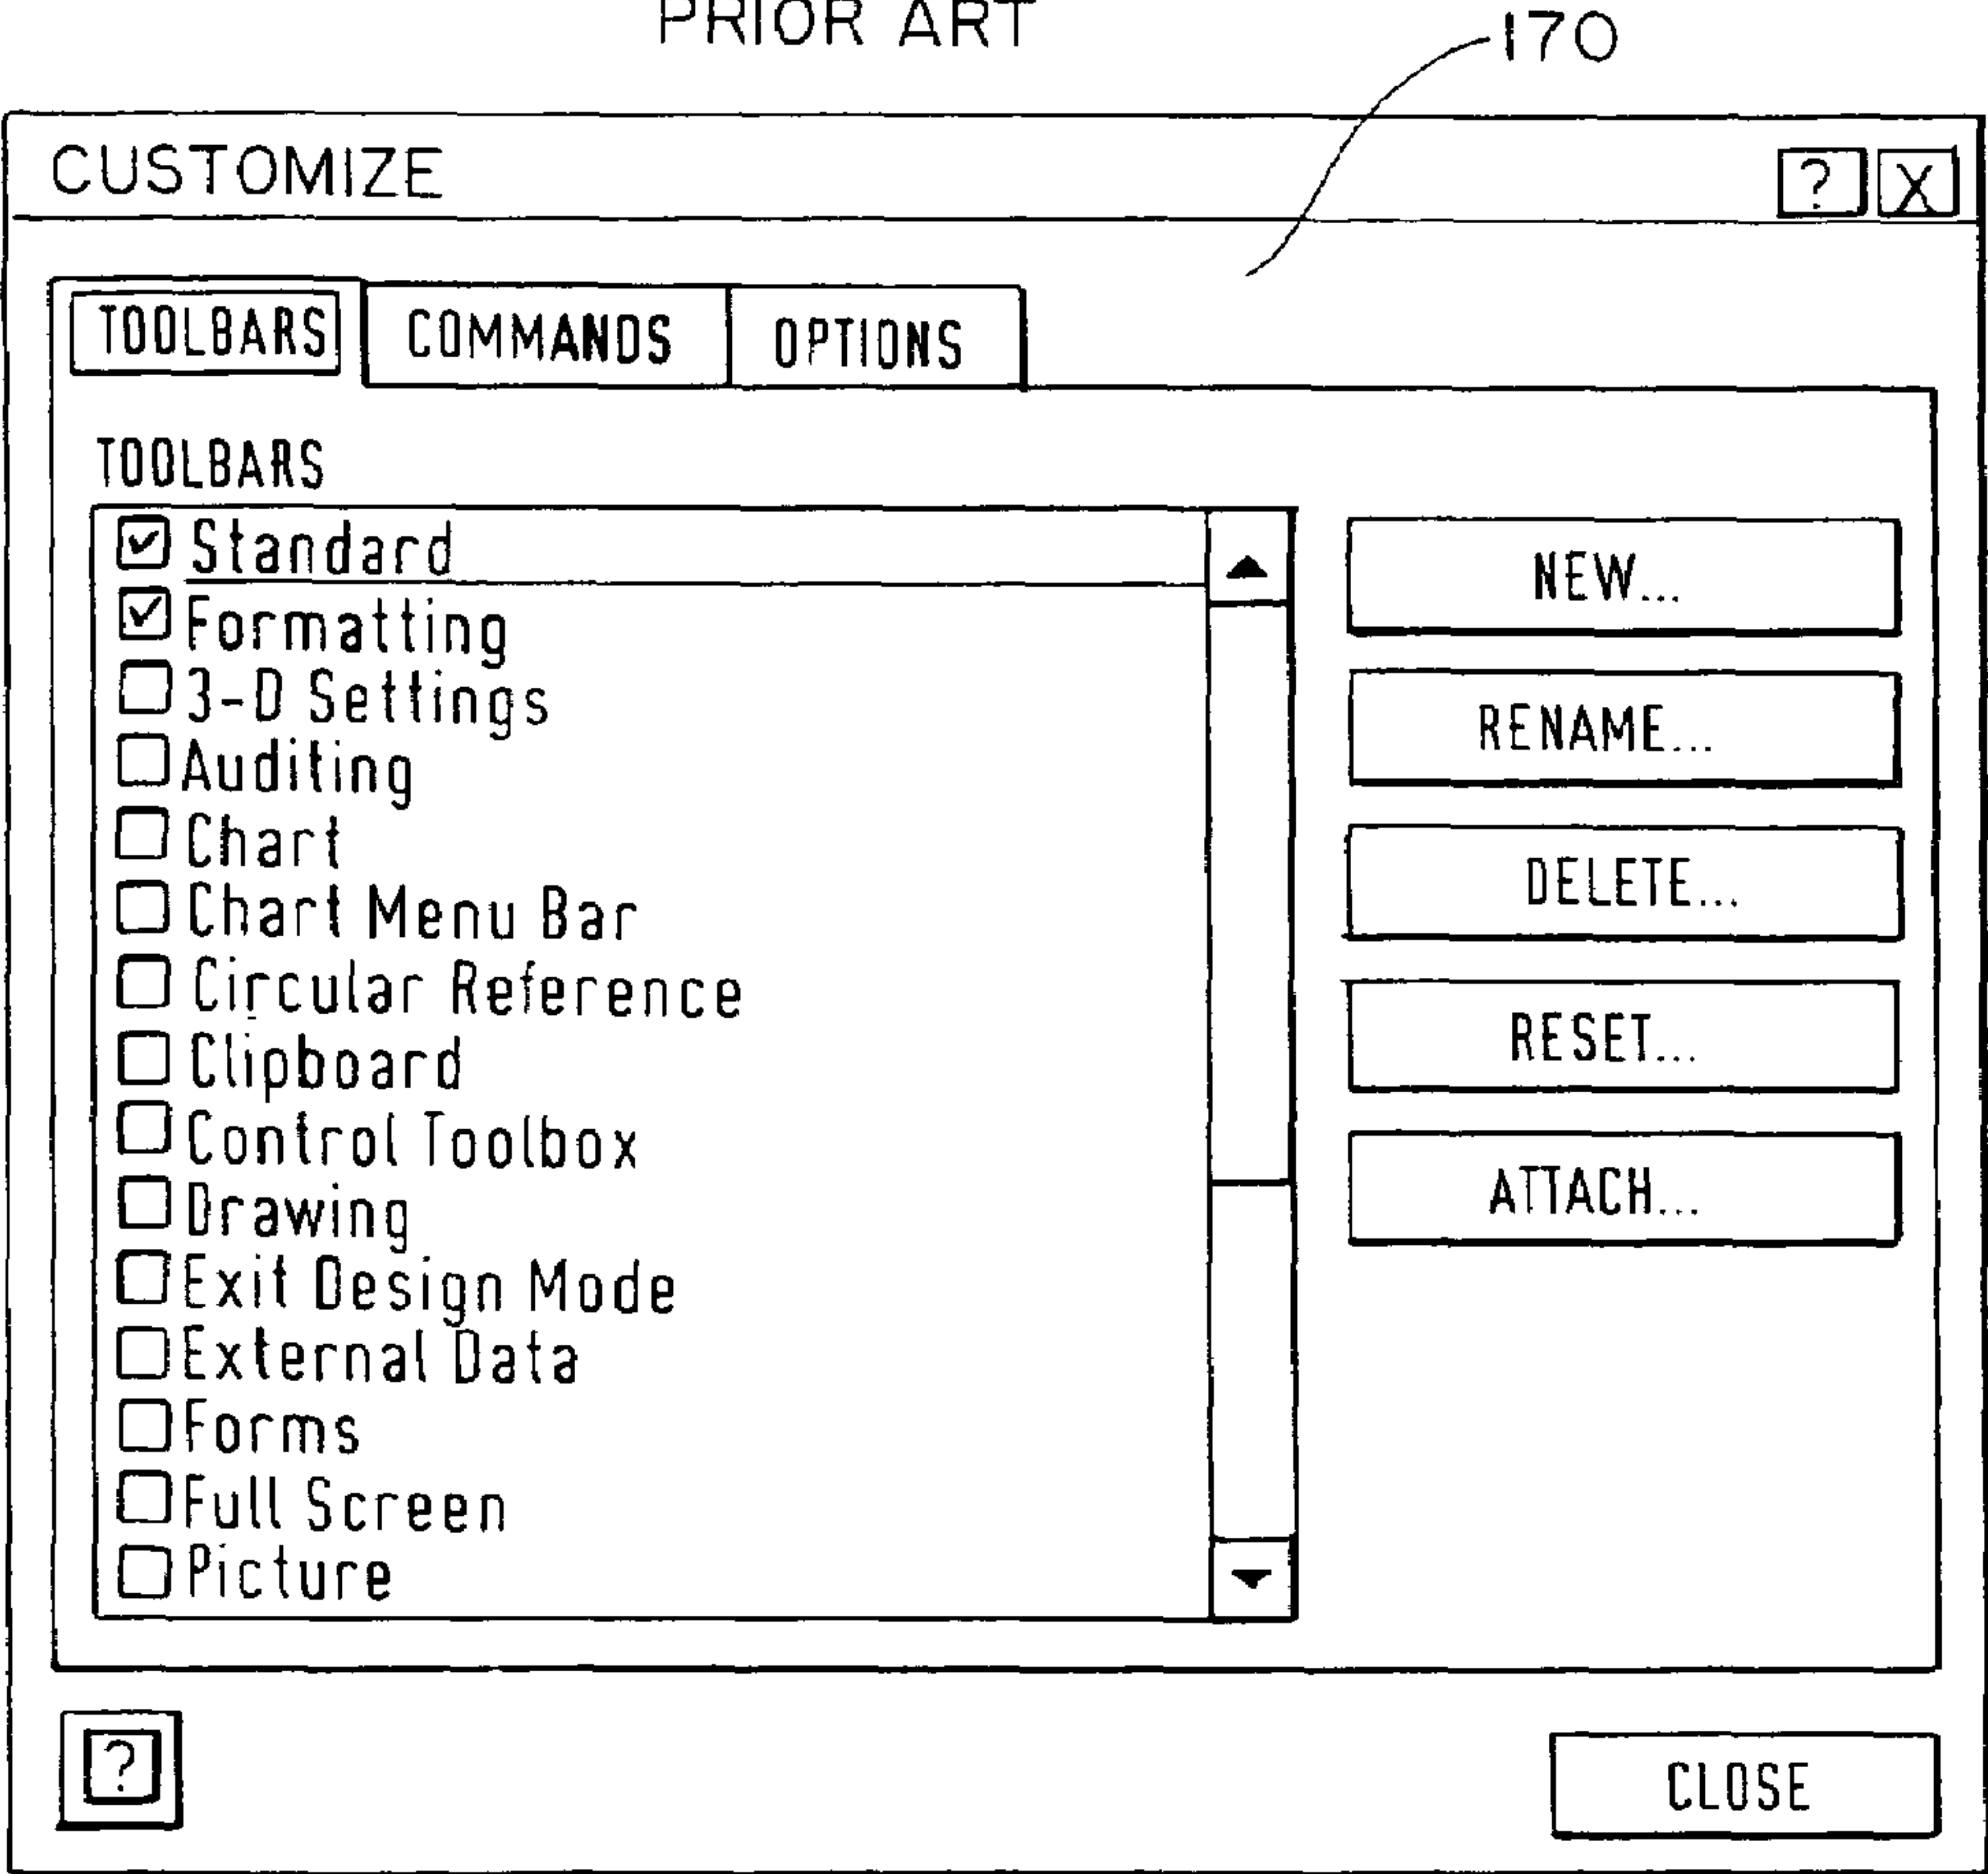 PRIOR ART
170
CUSTOMIZE
? X
TOOLBARS COMMANDS OPTIONS
TOOLBARS
Standard
Formatting
3-D Settings
Auditing
Chart
Chart Menu Bar
Circular Reference
Clipboard
Control Toolbox
Drawing
Exit Design Mode
External Data
Forms
Full Screen
Picture
NEW...
RENAME...
DELETE...
RESET...
ATTACH...
?
CLOSE